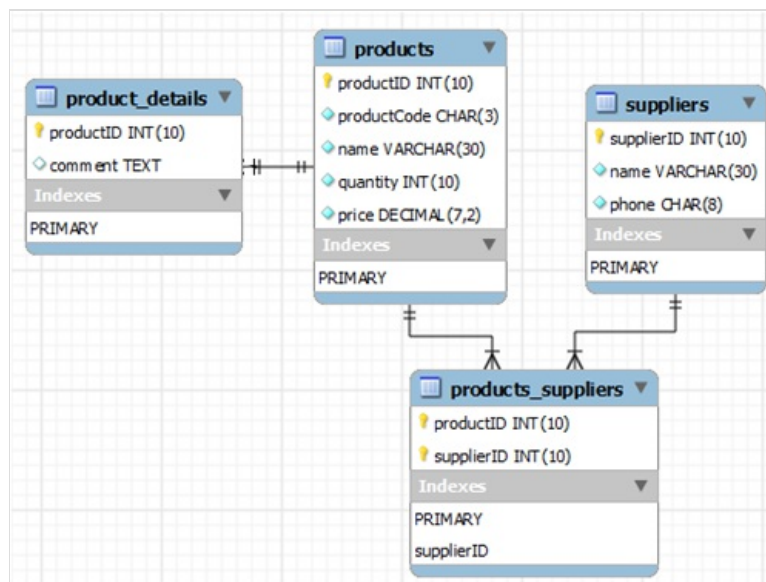 product_details
productID INT(10)
comment TEXT
Indexes
PRIMARY
products
productID INT(10)
productCode CHAR(3)
name VARCHAR(30)
quantity INT(10)
price DECIMAL(7,2)
Indexes
PRIMARY
suppliers
supplierID INT(10)
name VARCHAR(30)
phone CHAR(8)
Indexes
PRIMARY
products_suppliers
productID INT(10)
supplierID INT(10)
Indexes
PRIMARY
supplierID